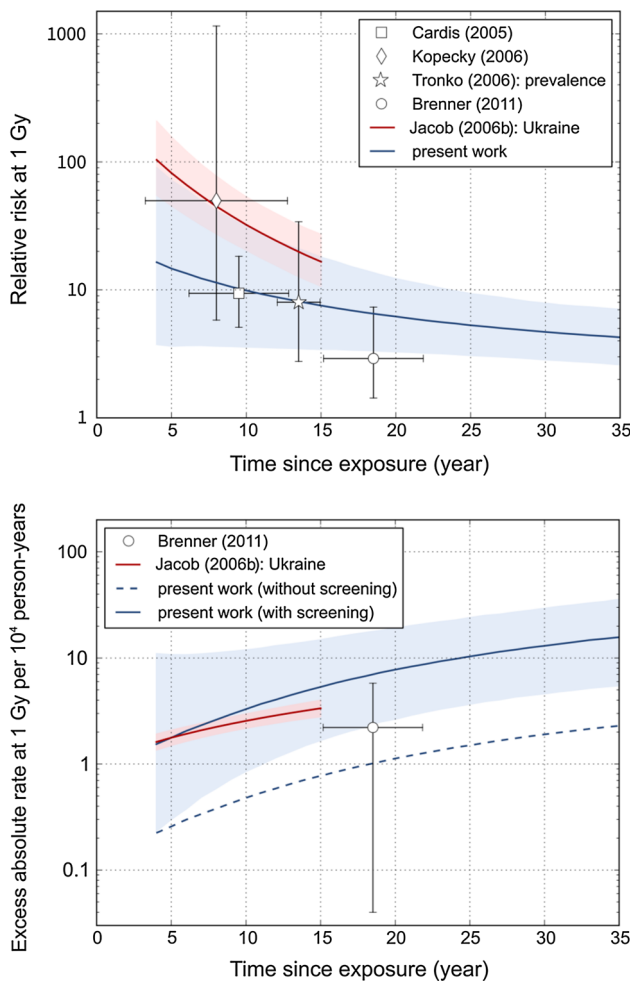 Relative risk at 1 Gy
1000
100
10
1
Cardis (2005)
Kopecky (2006)
Tronko (2006): prevalence
Brenner (2011)
Jacob (2006b): Ukraine
present work
0 5 10 15 20 25 30 35
Time since exposure (year)
Excess absolute rate at 1 Gy per 10⁴ person-years
100
10
1
0.1
Brenner (2011)
Jacob (2006b): Ukraine
present work (without screening)
present work (with screening)
0 5 10 15 20 25 30 35
Time since exposure (year)